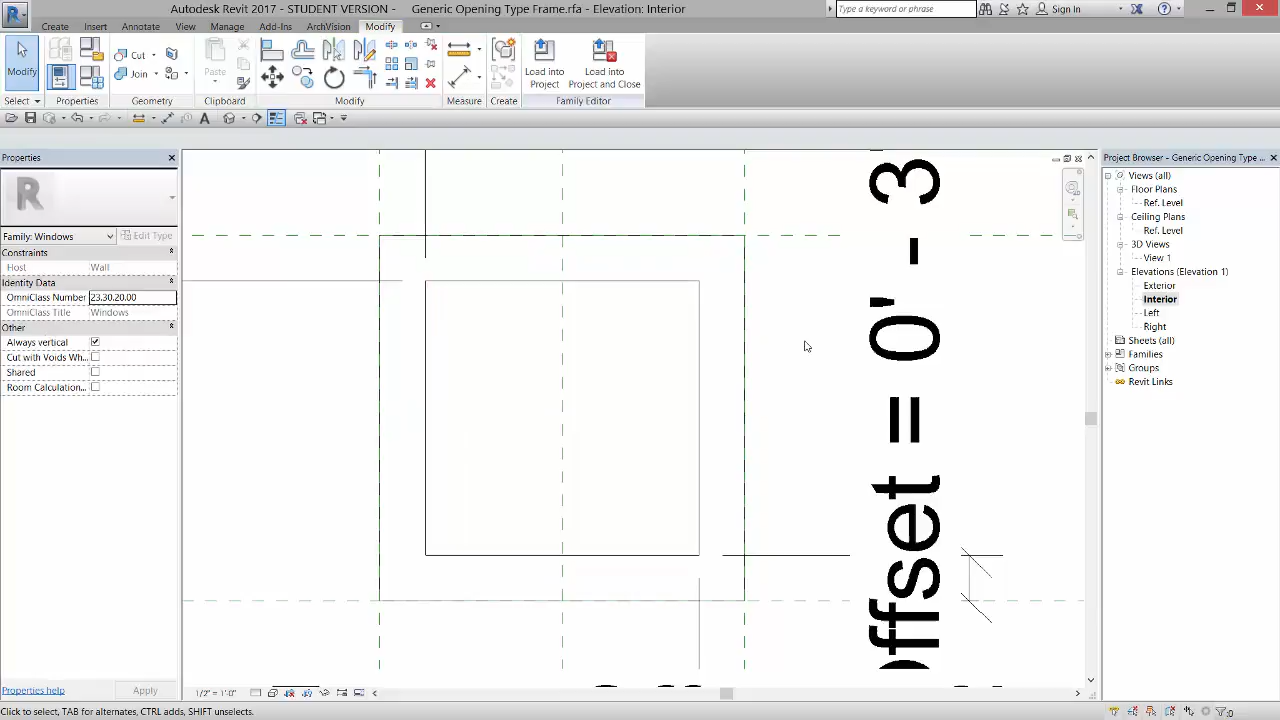 Autodesk Revit 2017 - STUDENT VERSION - Generic Opening Type Frame.rfa - Elevation: Interior
Type a keyword or phrase
Sign In
Create Insert Annotate View Manage Add-Ins ArchVision Modify
Modify
Cut
Join
Paste
Load into
Project
Load into
Project and Close
Select Properties Geometry Clipboard Modify Measure Create Family Editor
Properties
Family: Windows
Edit Type
Constraints
Host Wall
Identity Data
OmniClass Number 23.30.20.00
OmniClass Title Windows
Other
Always vertical
Cut with Voids Wh...
Shared
Room Calculation...
Properties help
Apply
offset = 0' - 3
1/2" = 1'-0"
Project Browser - Generic Opening Type ...
Views (all)
Floor Plans
Ref. Level
Ceiling Plans
Ref. Level
3D Views
View 1
Elevations (Elevation 1)
Exterior
Interior
Left
Right
Sheets (all)
Families
Groups
Revit Links
Click to select, TAB for alternates, CTRL adds, SHIFT unselects.
:0